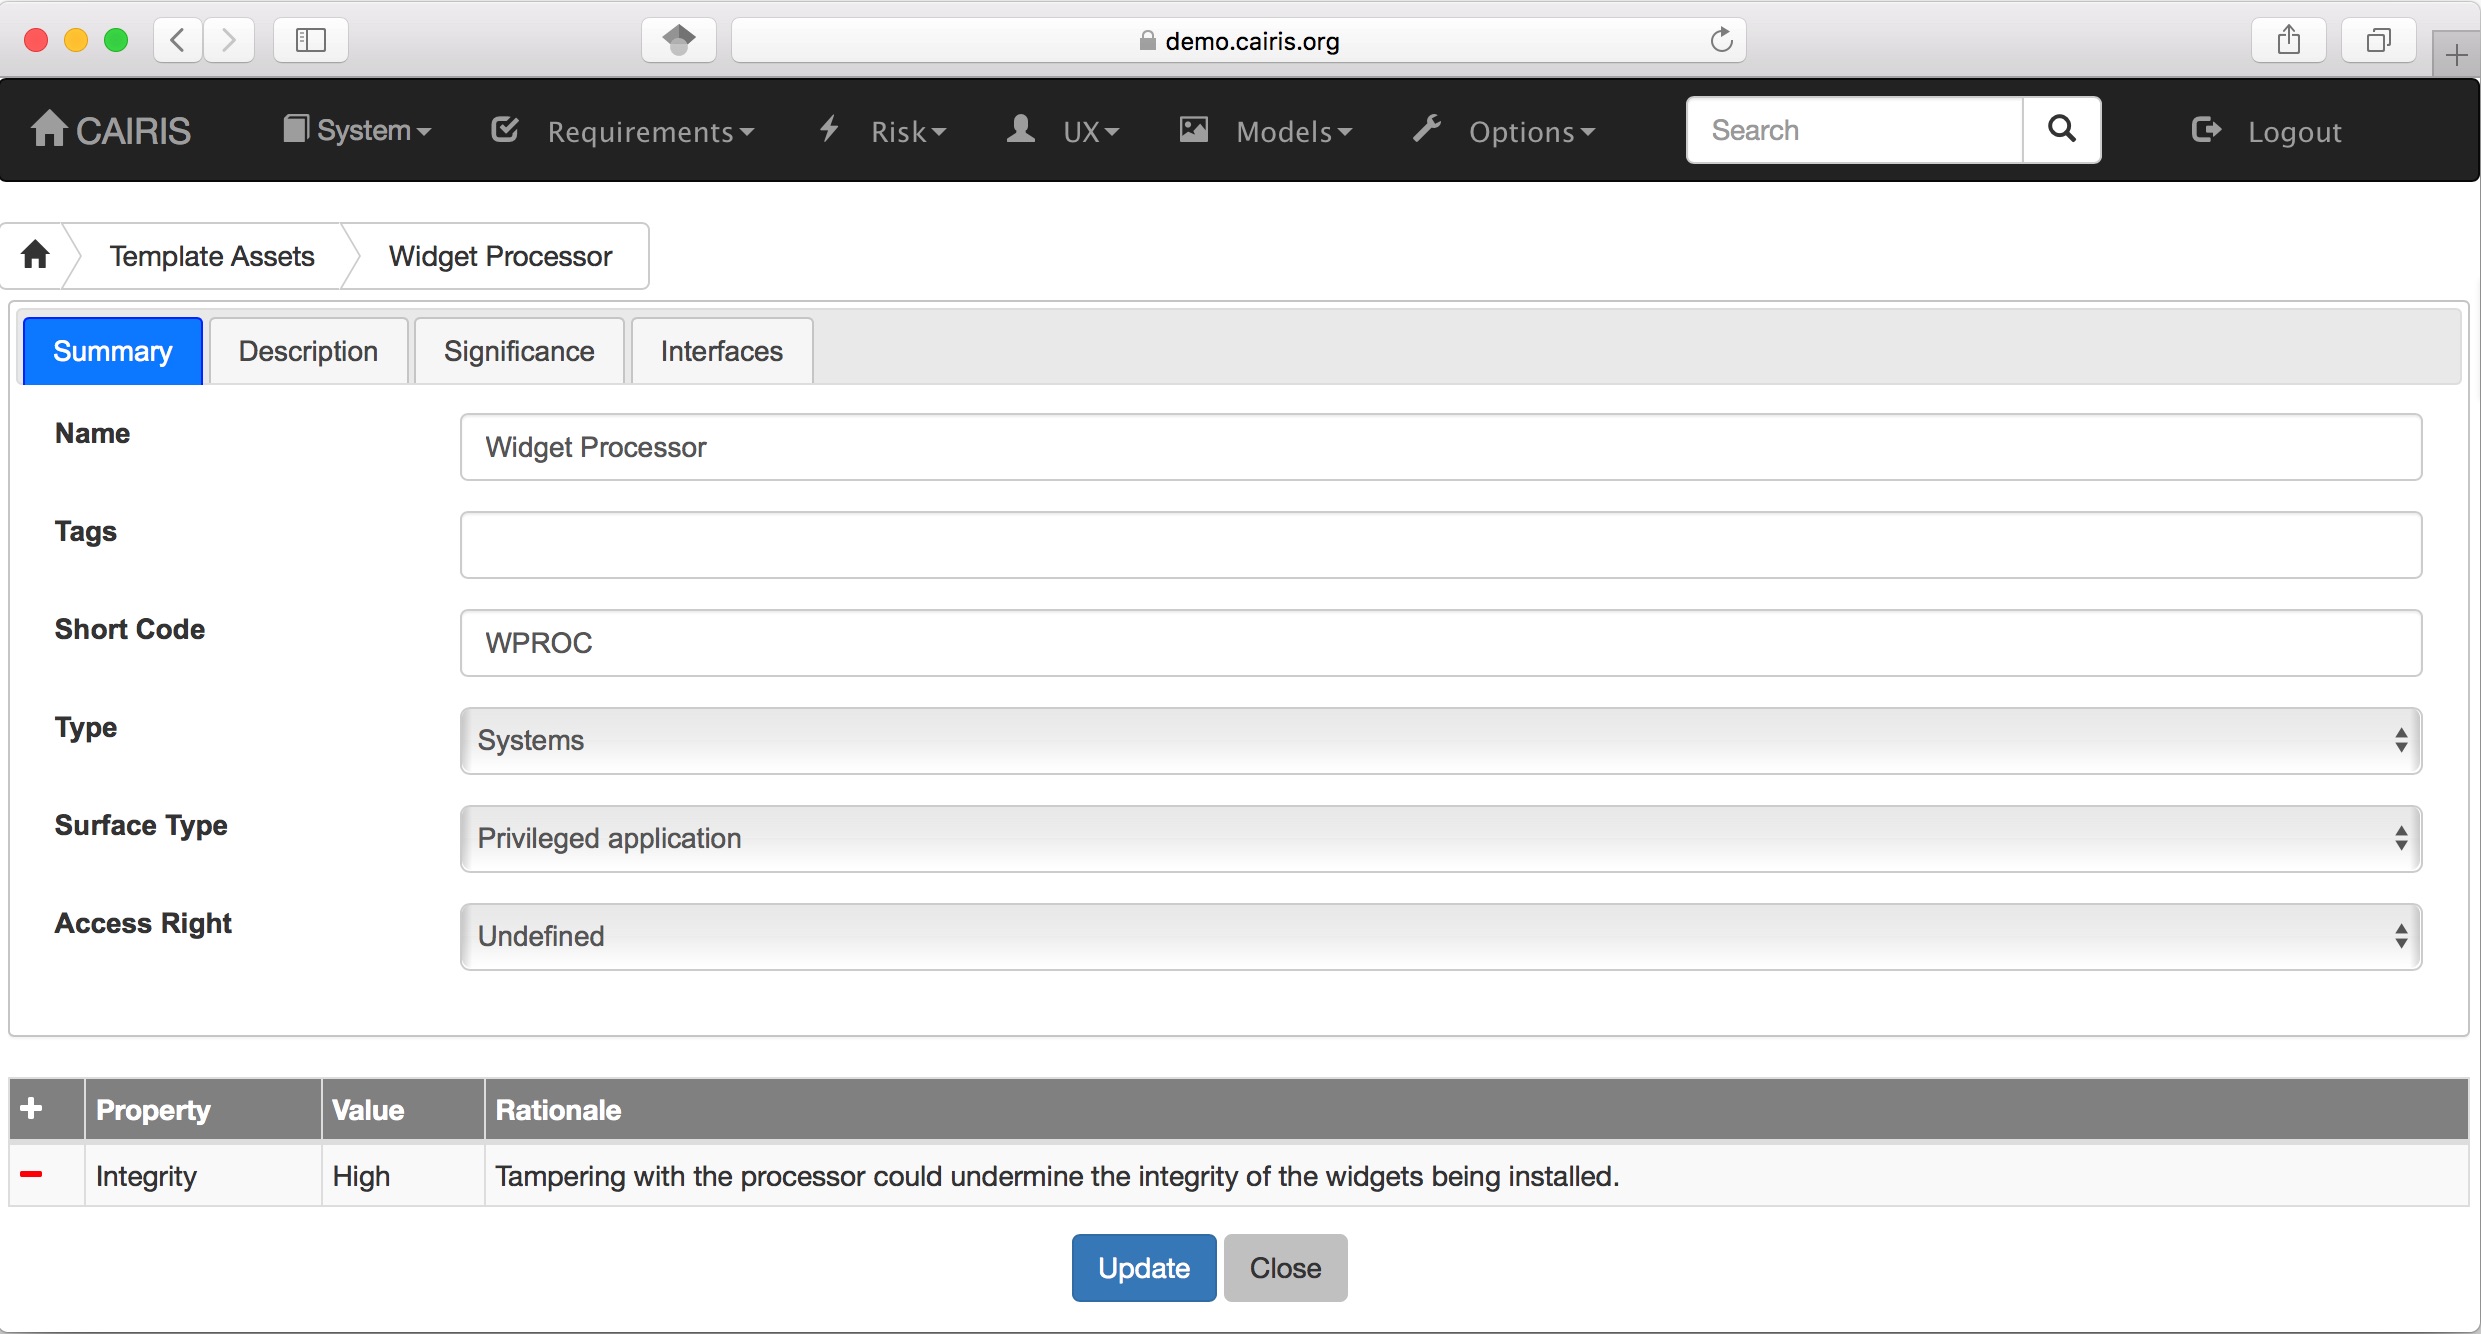 demo.cairis.org
CAIRIS System Requirements Risk UX Models Options Search Logout
Template Assets Widget Processor
Summary Description Significance Interfaces
Name Widget Processor
Tags
Short Code WPROC
Type Systems
Surface Type Privileged application
Access Right Undefined
Property Value Rationale
Integrity High Tampering with the processor could undermine the integrity of the widgets being installed.
Update Close